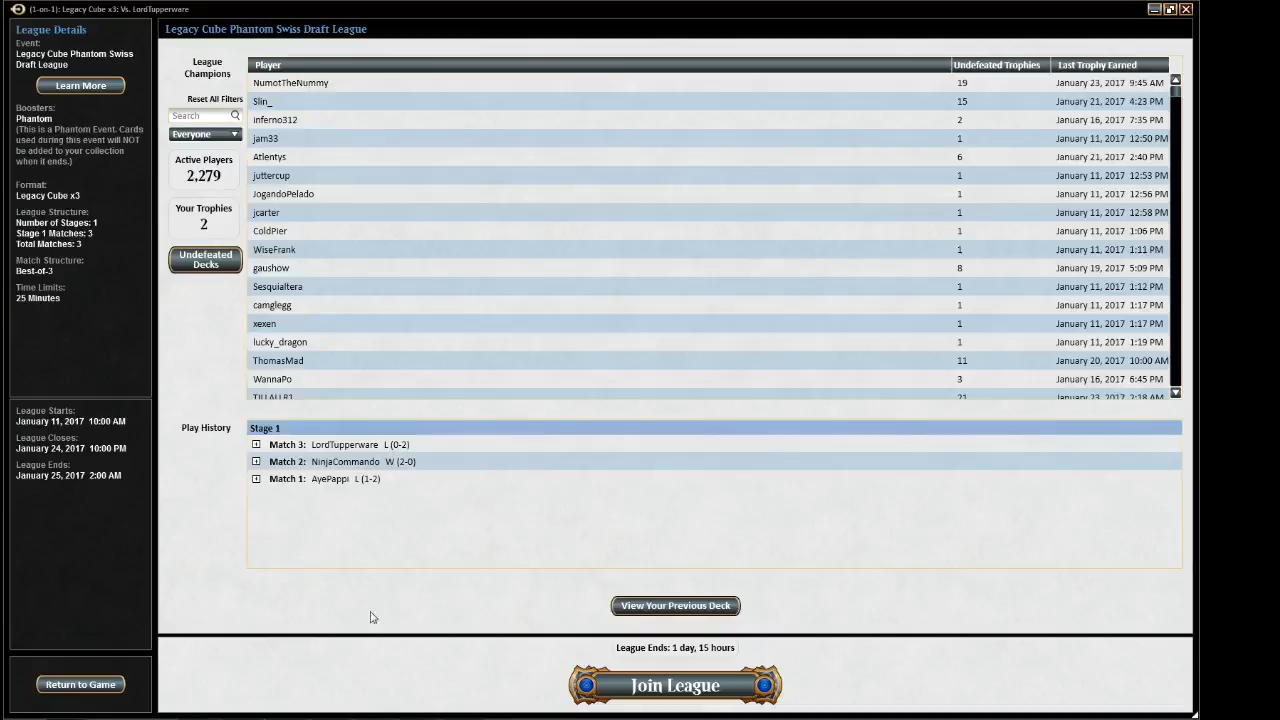 (1-on-1): Legacy Cube x3: Vs. LordTupperware
League Details
Event:
Legacy Cube Phantom Swiss
Draft League
Learn More
Boosters:
Phantom
(This is a Phantom Event. Cards
used during this event will NOT
be added to your collection
when it ends.)
Format:
Legacy Cube x3
League Structure:
Number of Stages: 1
Stage 1 Matches: 3
Total Matches: 3
Match Structure:
Best-of-3
Time Limits:
25 Minutes
League Starts:
January 11, 2017 10:00 AM
League Closes:
January 24, 2017 10:00 PM
League Ends:
January 25, 2017 2:00 AM
Return to Game
Legacy Cube Phantom Swiss Draft League
League
Champions
Reset All Filters
Search
Everyone
Active Players
2,279
Your Trophies
2
Undefeated
Decks
Player Undefeated Trophies Last Trophy Earned
NumotTheNummy 19 January 23, 2017 9:45 AM
Slin_ 15 January 21, 2017 4:23 PM
inferno312 2 January 16, 2017 7:35 PM
jam33 1 January 11, 2017 12:50 PM
Atlentys 6 January 21, 2017 2:40 PM
juttercup 1 January 11, 2017 12:53 PM
JogandoPelado 1 January 11, 2017 12:56 PM
jcarter 1 January 11, 2017 12:58 PM
ColdPier 1 January 11, 2017 1:06 PM
WiseFrank 1 January 11, 2017 1:11 PM
gaushow 8 January 19, 2017 5:09 PM
Sesquialtera 1 January 11, 2017 1:12 PM
camglegg 1 January 11, 2017 1:17 PM
xexen 1 January 11, 2017 1:17 PM
lucky_dragon 1 January 11, 2017 1:19 PM
ThomasMad 11 January 20, 2017 10:00 AM
WannaPo 3 January 16, 2017 6:45 PM
21 January 23, 2017 2:18 AM
Play History
Stage 1
Match 3: LordTupperware L (0-2)
Match 2: NinjaCommando W (2-0)
Match 1: AyePappi L (1-2)
View Your Previous Deck
League Ends: 1 day, 15 hours
Join League